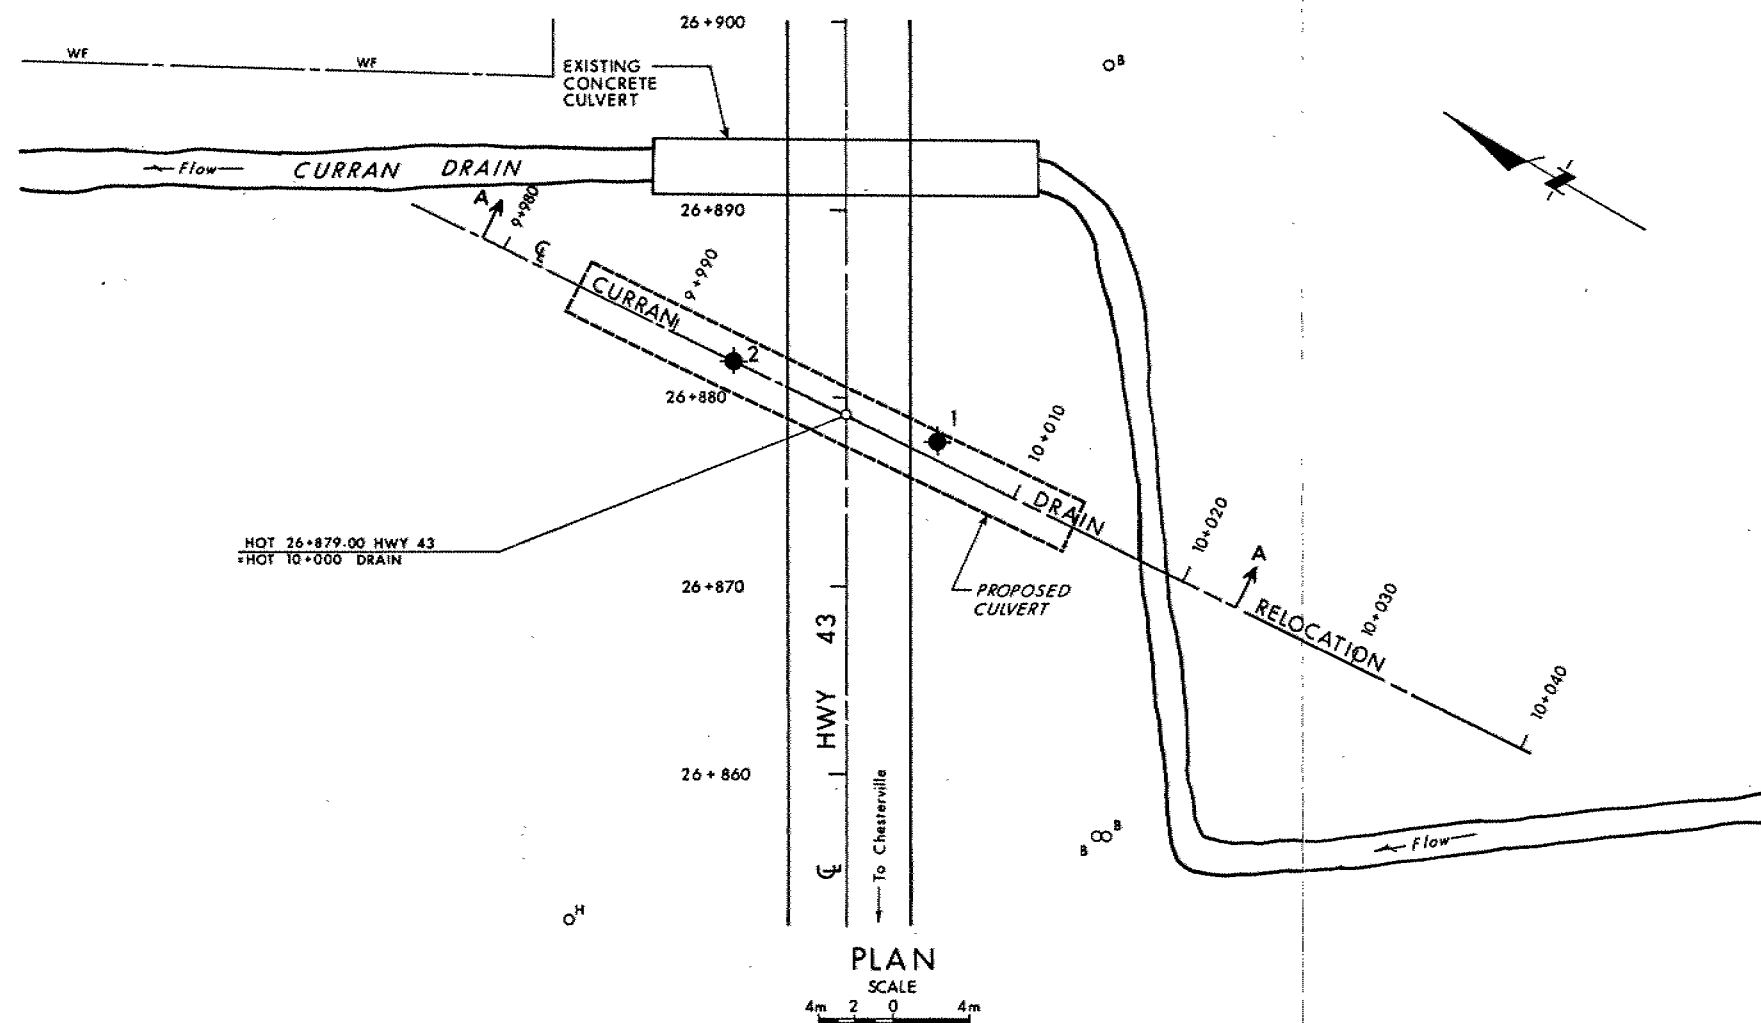 26+900
WF
WF
EXISTING
CONCRETE
CULVERT
B
Flow
CURRAN DRAIN
A
9+980
26+890
℄
9+990
CURRAN
2
26+880
1
10+010
DRAIN
10+020
HOT 26+879.00 HWY 43
=HOT 10+000 DRAIN
A
26+870
PROPOSED
CULVERT
RELOCATION
10+030
10+040
℄ HWY 43
26+860
To Chesterville
B
B
Flow
H
PLAN
SCALE
4m 2 0 4m